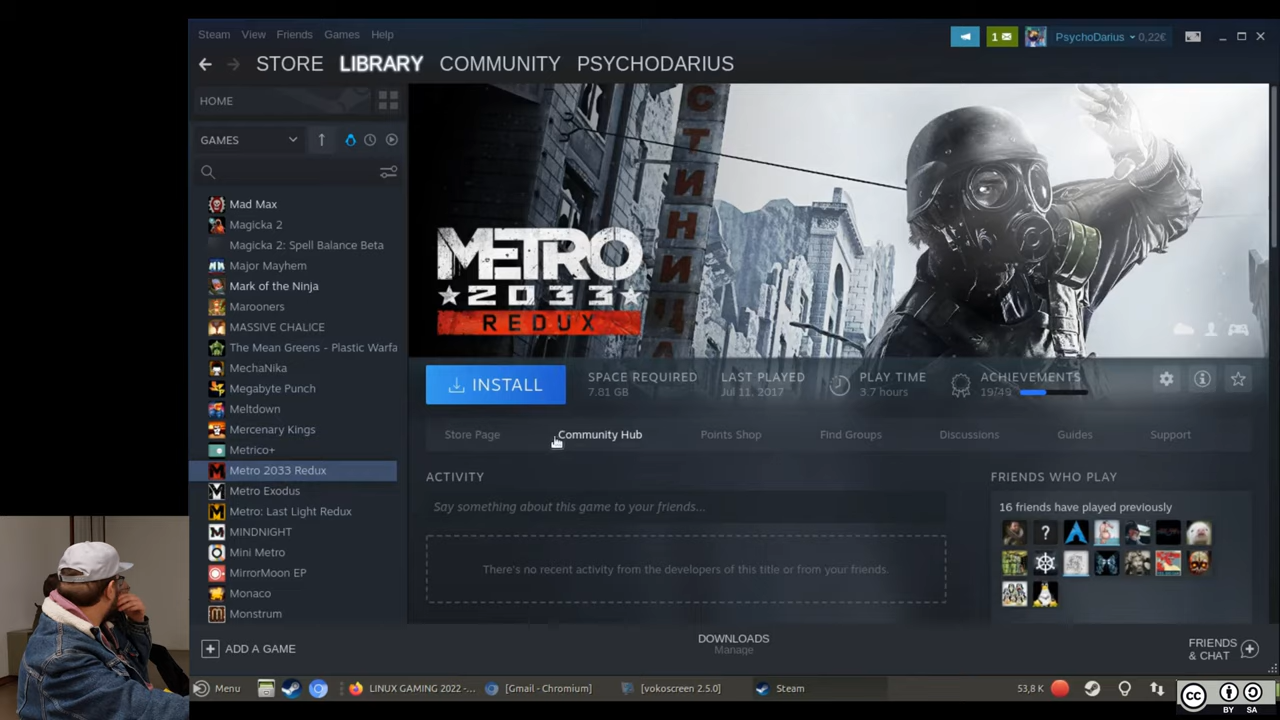 Steam View Friends Games Help
1
PsychoDarius 0,22€
STORE LIBRARY COMMUNITY PSYCHODARIUS
HOME
GAMES
Mad Max
Magicka 2
Magicka 2: Spell Balance Beta
Major Mayhem
Mark of the Ninja
Marooners
MASSIVE CHALICE
The Mean Greens - Plastic Warfa
MechaNika
Megabyte Punch
Meltdown
Mercenary Kings
Metrico+
Metro 2033 Redux
Metro Exodus
Metro: Last Light Redux
MINDNIGHT
Mini Metro
MirrorMoon EP
Monaco
Monstrum
ADD A GAME
СТИНИЦА
METRO
2033
REDUX
INSTALL
SPACE REQUIRED
7.81 GB
LAST PLAYED
Jul 11, 2017
PLAY TIME
3.7 hours
ACHIEVEMENTS
19/49
Store Page Community Hub Points Shop Find Groups Discussions Guides Support
ACTIVITY
Say something about this game to your friends...
There's no recent activity from the developers of this title or from your friends.
FRIENDS WHO PLAY
16 friends have played previously
?
DOWNLOADS
Manage
FRIENDS
& CHAT
Menu
LINUX GAMING 2022 -...
[Gmail - Chromium]
[vokoscreen 2.5.0]
Steam
53,8 K
CC BY SA